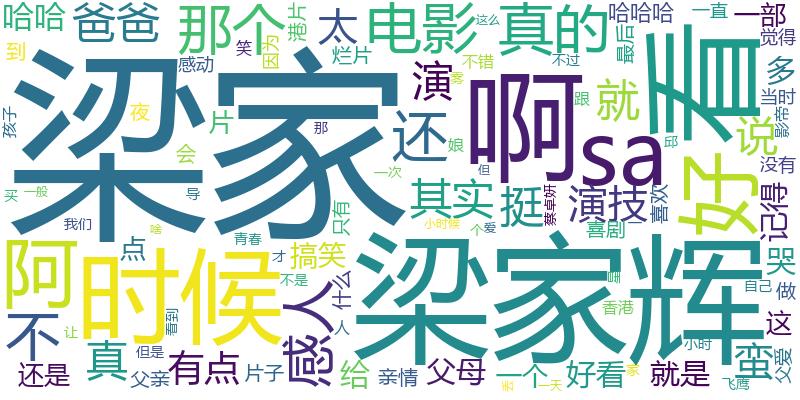 哈哈
爸爸
那个
港片
太
电影
真的
哈哈哈
最后
一直
一部
觉得
到
感动
笑
因为
烂片
不错
这么
不过
看
多
当时
影帝
孩子
梁家
夜
片
会
演
还
啊
sa
跟
就
说
邱
没有
娘
那
导
买
一般
但
一次
其实
挺
蔡卓妍
演技
喜欢
好
记得
我们
啥
青春
只有
小时候
个
爱
喜剧
一
阿
时候
点
搞笑
才
不是
什么
梁家辉
香港
哭
自己
做
不
让
看到
感人
人
这
小时
真
但是
还是
父亲
有点
片子
给
亲情
父母
一个
一天
好看
家
就是
飞鹰
蛮
父爱